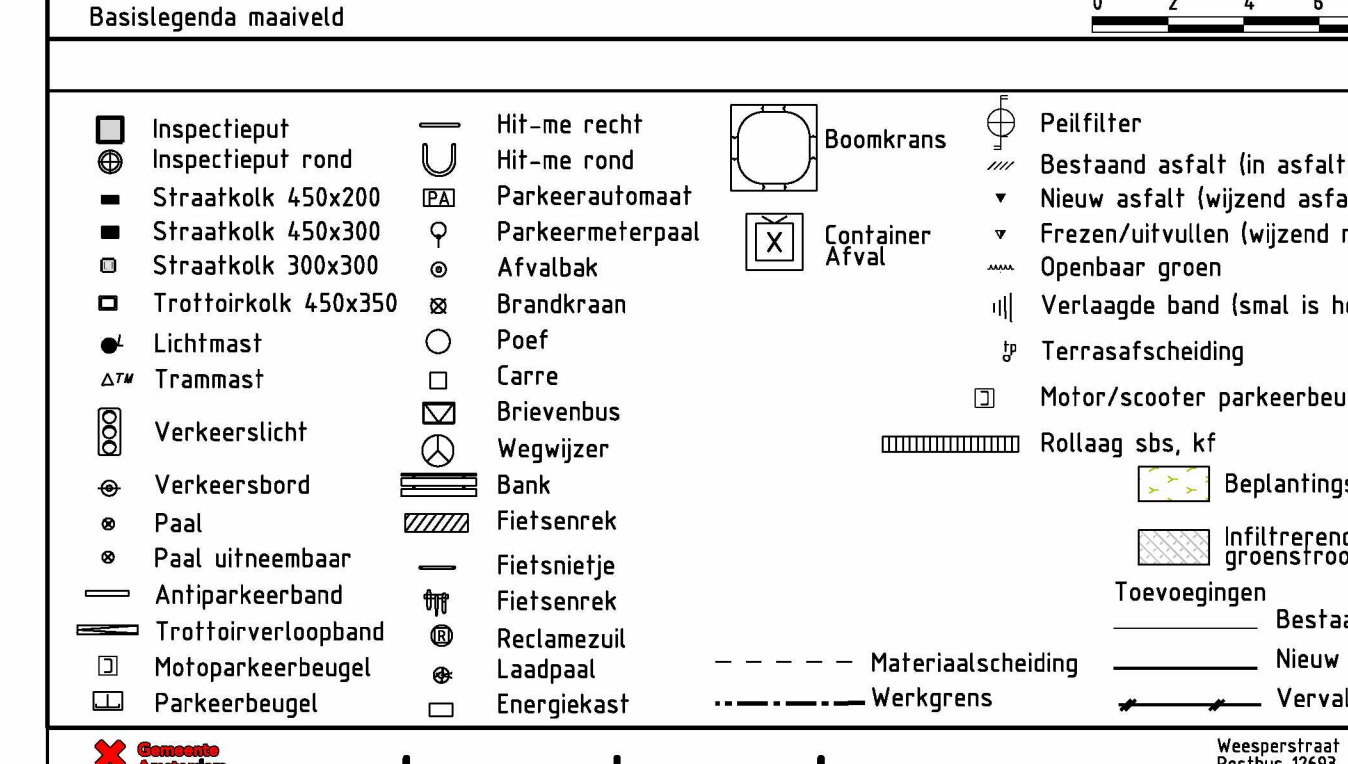 Basislegenda maaiveld
0 2 4 6
Inspectieput
Inspectieput rond
Straatkolk 450x200
Straatkolk 450x300
Straatkolk 300x300
Trottoirkolk 450x350
L Lichtmast
TM Trammast
Verkeerslicht
Verkeersbord
Paal
Paal uitneembaar
Antiparkeerband
Trottoirverloopband
Motoparkeerbeugel
Parkeerbeugel
Hit-me recht
Hit-me rond
PA Parkeerautomaat
Parkeermeterpaal
Afvalbak
Brandkraan
Poef
Carre
Brievenbus
Wegwijzer
Bank
Fietsenrek
Fietsnietje
Fietsenrek
R Reclamezuil
Laadpaal
Energiekast
Boomkrans
X Container
Afval
Materiaalscheiding
Werkgrens
Peilfilter
Bestaand asfalt (in asfalt
Nieuw asfalt (wijzend asfa
Frezen/uitvullen (wijzend
Openbaar groen
Verlaagde band (smal is
tp Terrasafscheiding
Motor/scooter parkeerbeu
Rollaag sbs, kf
Beplantings
Infiltrerend
groenstroo
Toevoegingen
Bestaa
Nieuw
Verval
Gemeente
Amsterdam
Weesperstraat
Postbus 12693